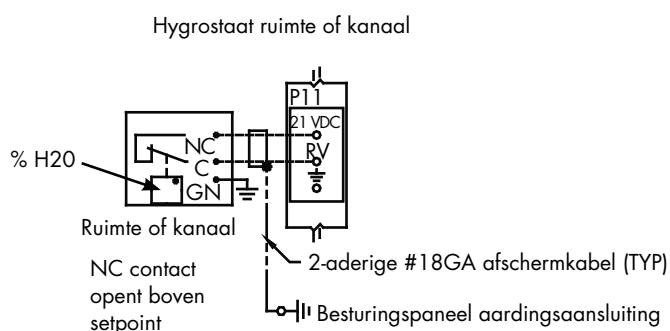 Hygrostaat ruimte of kanaal
P11
21 VDC
NC
RV
% H20
C
GN
Ruimte of kanaal
NC contact
opent boven
setpoint
2-aderige #18GA afschermkabel (TYP)
Besturingspaneel aardingsaansluiting